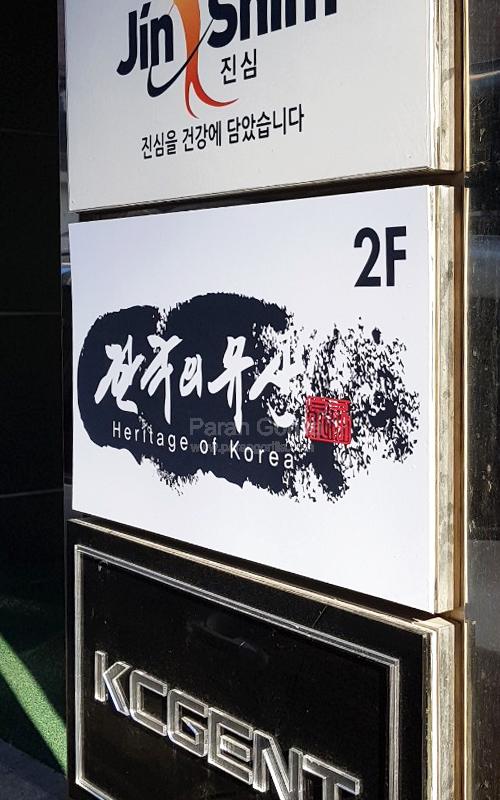 Jín Shim
진심
진심을 건강에 담았습니다
2F
한국의 유산
Heritage of Korea
KCGENT